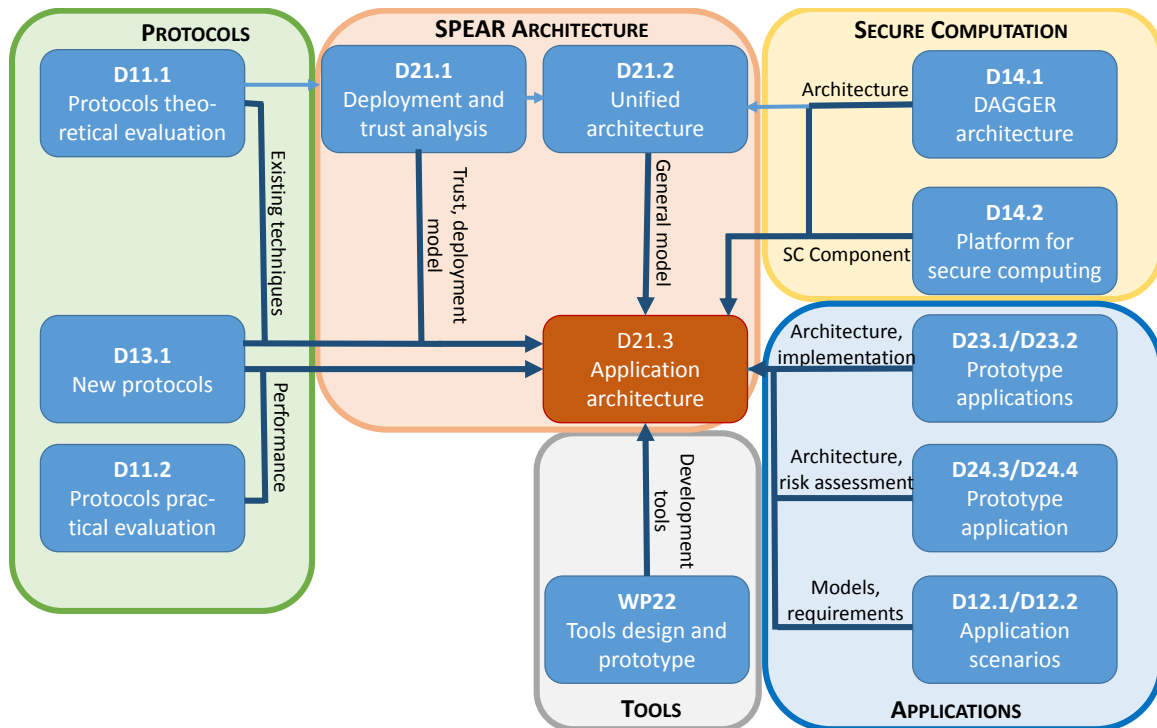 PROTOCOLS
D11.1
Protocols theo-
retical evaluation
Existing techniques
D13.1
New protocols
Performance
D11.2
Protocols prac-
tical evaluation
SPEAR ARCHITECTURE
D21.1
Deployment and
trust analysis
D21.2
Unified
architecture
Trust, deployment
model
General model
D21.3
Application
architecture
Development
tools
WP22
Tools design and
prototype
TOOLS
SECURE COMPUTATION
Architecture
D14.1
DAGGER
architecture
SC Component
D14.2
Platform for
secure computing
Architecture,
implementation
D23.1/D23.2
Prototype
applications
Architecture,
risk assessment
D24.3/D24.4
Prototype
application
Models,
requirements
D12.1/D12.2
Application
scenarios
APPLICATIONS